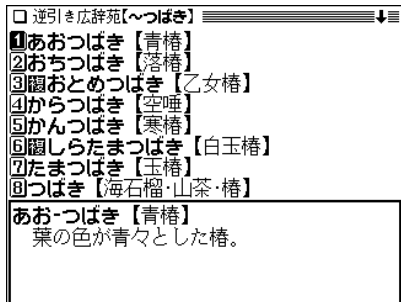 逆引き広辞苑【～つばき】
1あおつばき【青椿】
2おちつばき【落椿】
3複おとめつばき【乙女椿】
4からつばき【空唾】
5かんつばき【寒椿】
6複しらたまつばき【白玉椿】
7たまつばき【玉椿】
8つばき【海石榴·山茶·椿】
あお-つばき【青椿】
葉の色が青々とした椿。